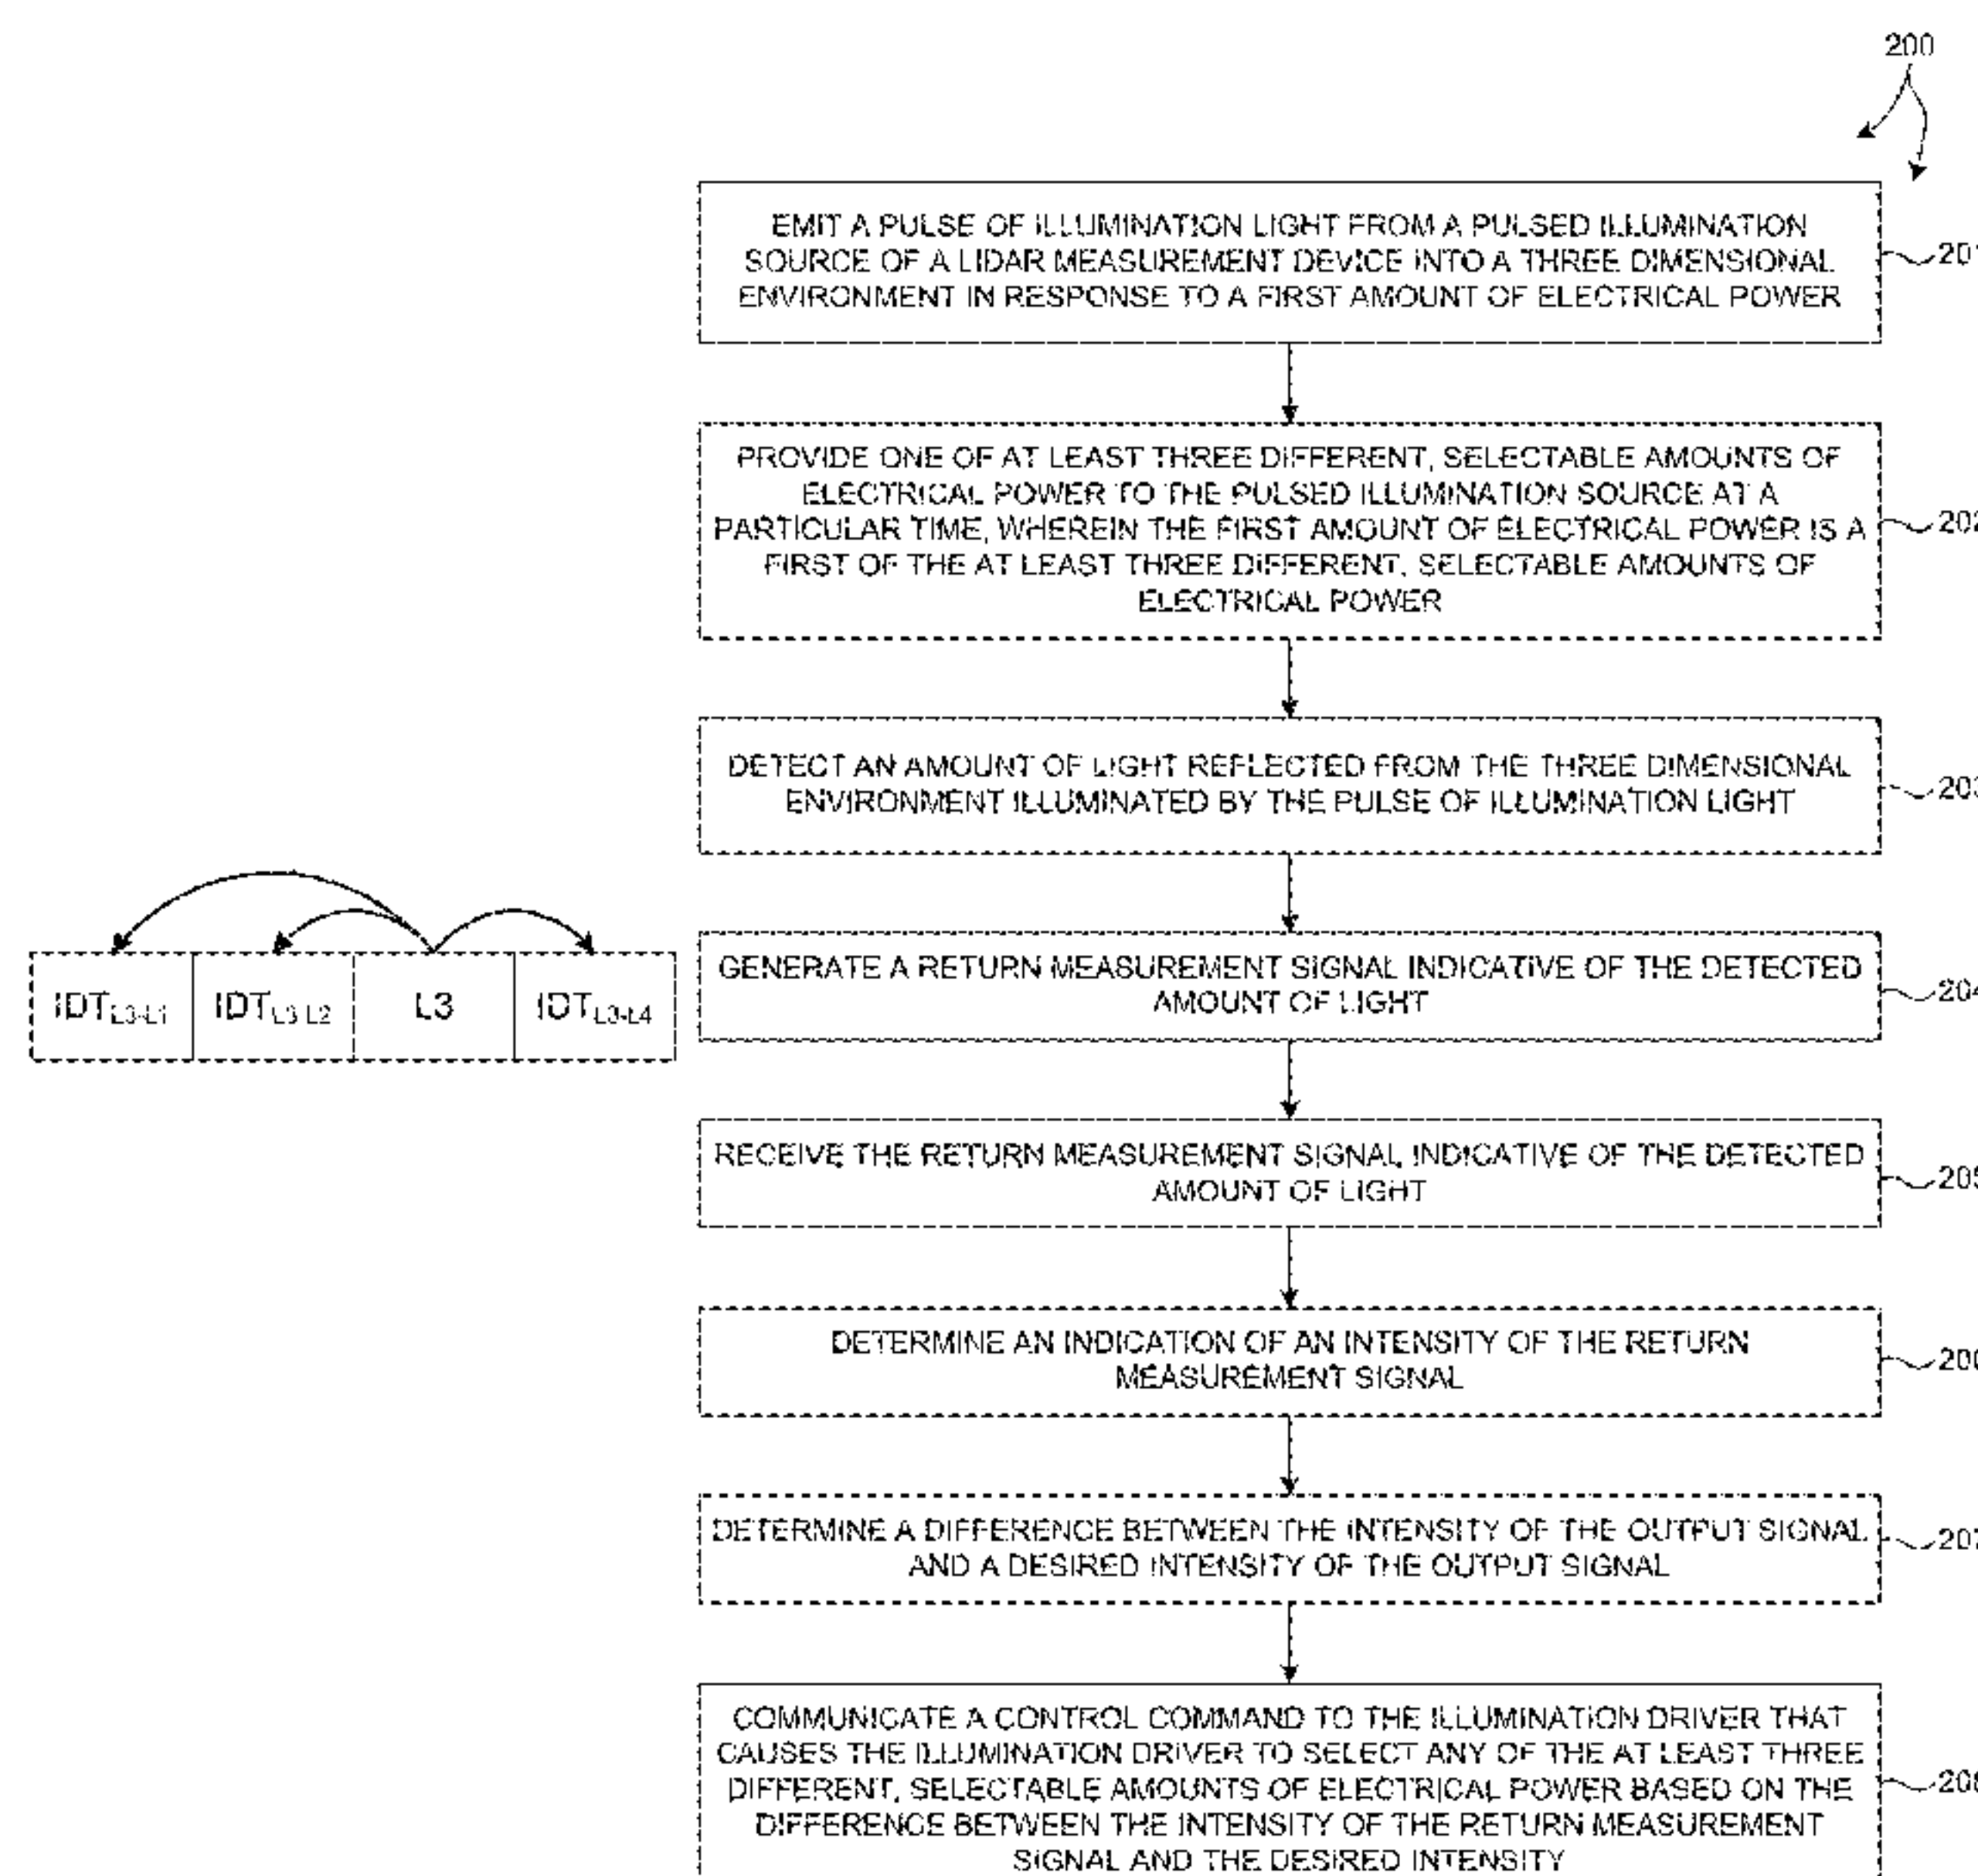 200
EMIT A PULSE OF ILLUMINATION LIGHT FROM A PULSED ILLUMINATION
SOURCE OF A LIDAR MEASUREMENT DEVICE INTO A THREE DIMENSIONAL
ENVIRONMENT IN RESPONSE TO A FIRST AMOUNT OF ELECTRICAL POWER
201
PROVIDE ONE OF AT LEAST THREE DIFFERENT, SELECTABLE AMOUNTS OF
ELECTRICAL POWER TO THE PULSED ILLUMINATION SOURCE AT A
PARTICULAR TIME, WHEREIN THE FIRST AMOUNT OF ELECTRICAL POWER IS A
FIRST OF THE AT LEAST THREE DIFFERENT, SELECTABLE AMOUNTS OF
ELECTRICAL POWER
202
DETECT AN AMOUNT OF LIGHT REFLECTED FROM THE THREE DIMENSIONAL
ENVIRONMENT ILLUMINATED BY THE PULSE OF ILLUMINATION LIGHT
203
IDTL3-L1 IDTL3-L2 L3 IDTL3-L4
GENERATE A RETURN MEASUREMENT SIGNAL INDICATIVE OF THE DETECTED
AMOUNT OF LIGHT
204
RECEIVE THE RETURN MEASUREMENT SIGNAL INDICATIVE OF THE DETECTED
AMOUNT OF LIGHT
205
DETERMINE AN INDICATION OF AN INTENSITY OF THE RETURN
MEASUREMENT SIGNAL
206
DETERMINE A DIFFERENCE BETWEEN THE INTENSITY OF THE OUTPUT SIGNAL
AND A DESIRED INTENSITY OF THE OUTPUT SIGNAL
207
COMMUNICATE A CONTROL COMMAND TO THE ILLUMINATION DRIVER THAT
CAUSES THE ILLUMINATION DRIVER TO SELECT ANY OF THE AT LEAST THREE
DIFFERENT, SELECTABLE AMOUNTS OF ELECTRICAL POWER BASED ON THE
DIFFERENCE BETWEEN THE INTENSITY OF THE RETURN MEASUREMENT
SIGNAL AND THE DESIRED INTENSITY
208